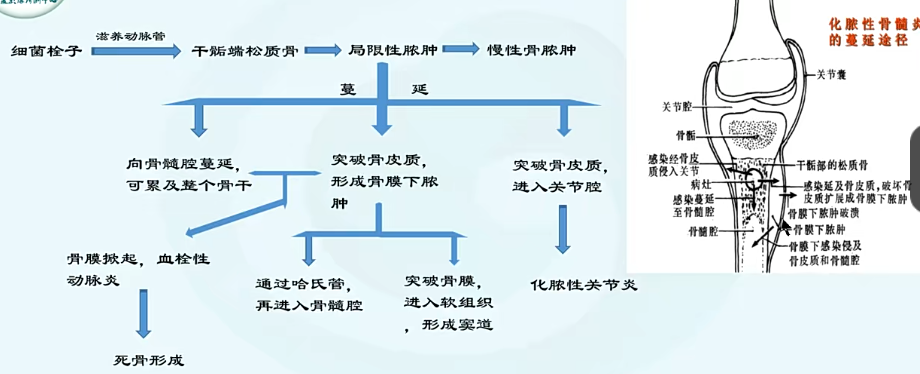 滋养动脉管
细菌栓子
干骺端松质骨
局限性脓肿
慢性骨脓肿
蔓 延
向骨髓腔蔓延，
可累及整个骨干
突破骨皮质，
形成骨膜下脓
肿
突破骨皮质，
进入关节腔
骨膜掀起，血栓性
动脉炎
通过哈氏管，
再进入骨髓腔
突破骨膜，
进入软组织
，形成窦道
化脓性关节炎
死骨形成
化脓性骨髓炎
的蔓延途径
关节囊
关节腔
骨骺
感染经骨皮
质侵入关节
病灶
感染蔓延
至骨髓腔
骨髓腔
干骺部的松质骨
感染延及骨皮质，破坏骨
皮质扩展成骨膜下脓肿
骨膜下脓肿破溃
骨膜下脓肿
骨膜下感染侵及
骨皮质和骨髓腔